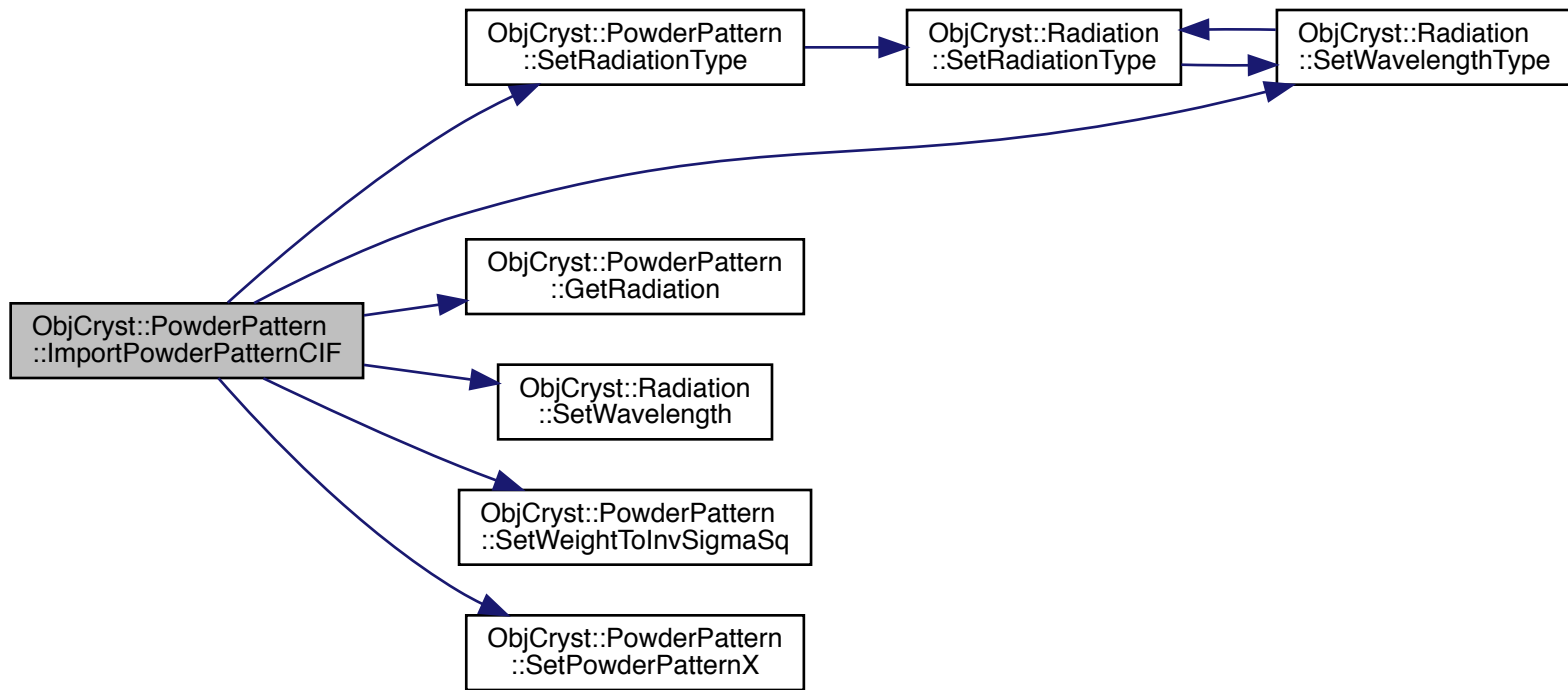 ObjCryst::PowderPattern
::SetRadiationType
ObjCryst::Radiation
::SetRadiationType
ObjCryst::Radiation
::SetWavelengthType
ObjCryst::PowderPattern
::GetRadiation
ObjCryst::PowderPattern
::ImportPowderPatternCIF
ObjCryst::Radiation
::SetWavelength
ObjCryst::PowderPattern
::SetWeightToInvSigmaSq
ObjCryst::PowderPattern
::SetPowderPatternX